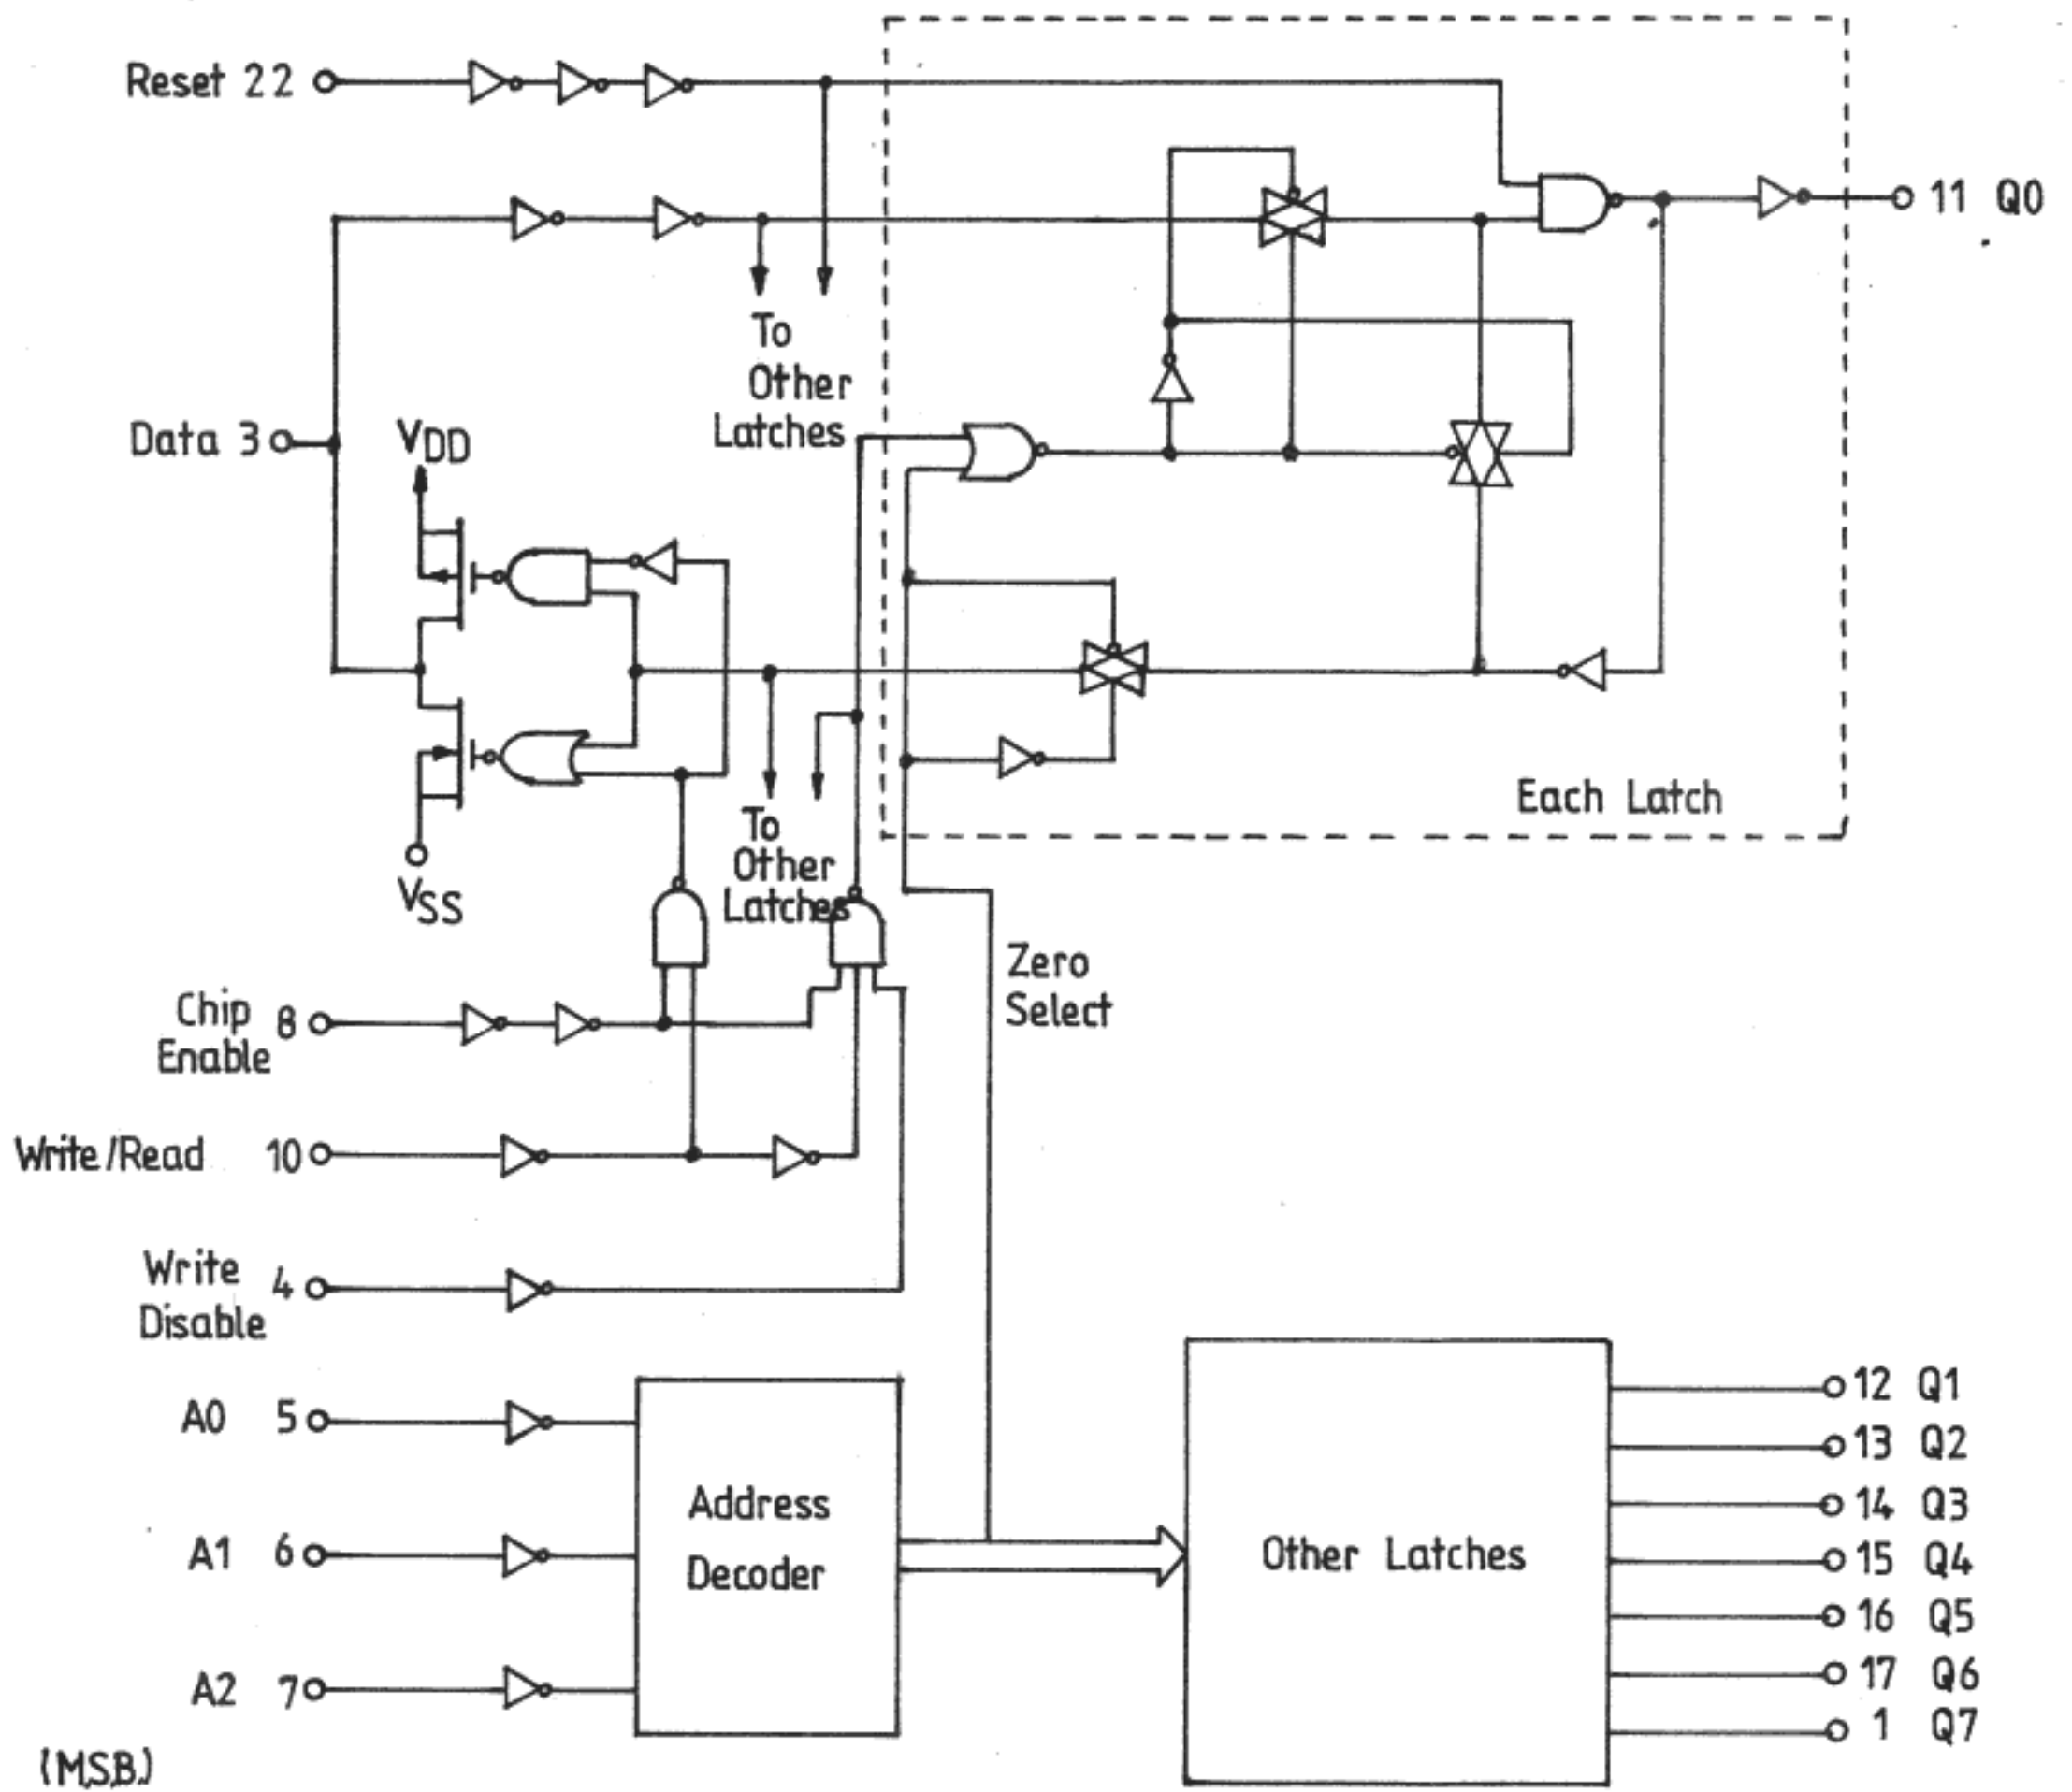 Reset 2 2
11 Q0
To
Other
Latches
Data 3
VDD
Each Latch
To
Other
Latches
VSS
Zero
Select
Chip 8
Enable
Write/Read 10
Write 4
Disable
A0 5
Address
Decoder
A1 6
A2 7
(M.S.B.)
Other Latches
12 Q1
13 Q2
14 Q3
15 Q4
16 Q5
17 Q6
1 Q7